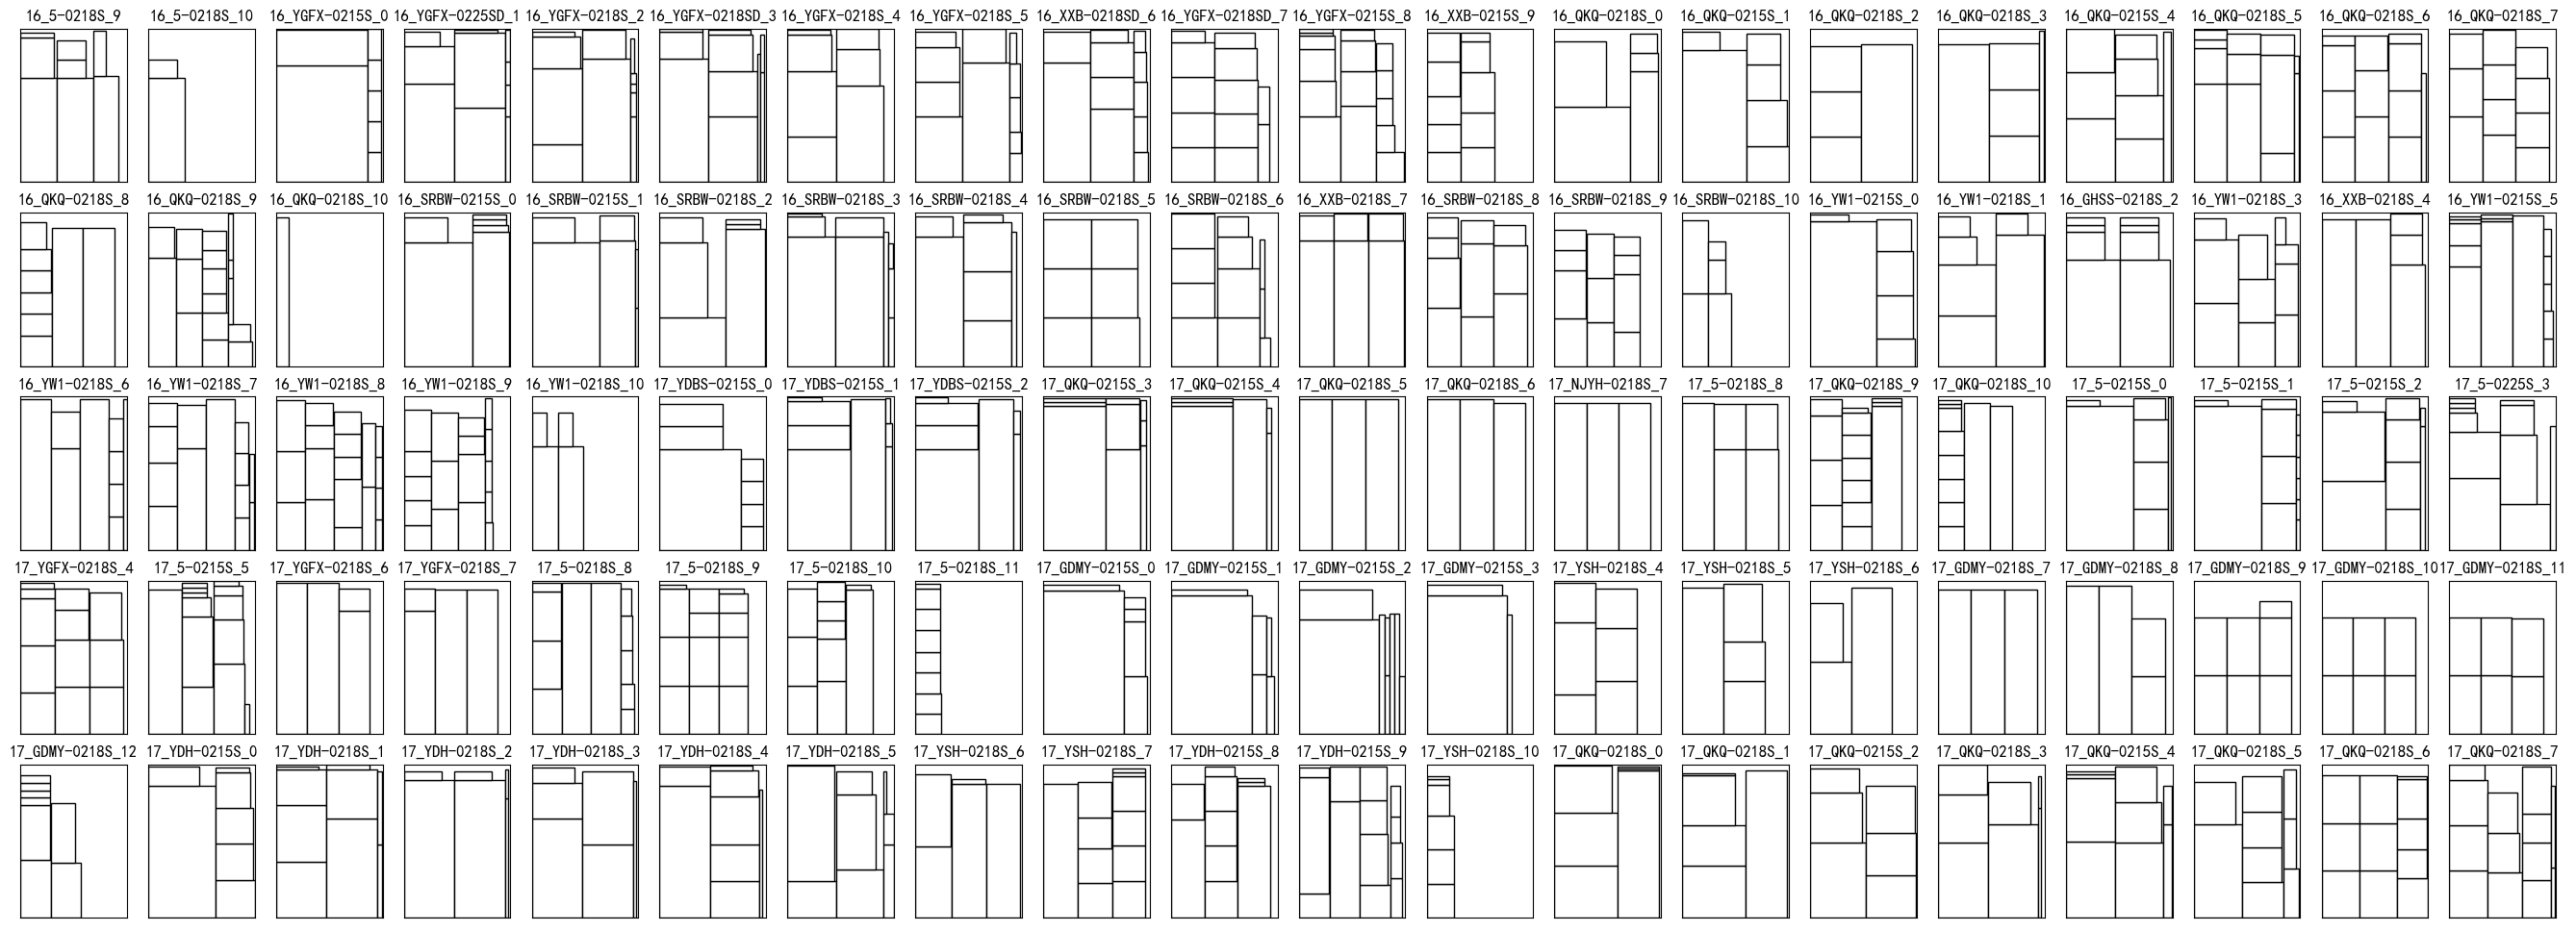 16_5-0218S_9 16_5-0218S_10 16_YGFX-0215S_0 16_YGFX-0225SD_1 16_YGFX-0218S_2 16_YGFX-0218SD_3 16_YGFX-0218S_4 16_YGFX-0218S_5 16_XXB-0218SD_6 16_YGFX-0218SD_7 16_YGFX-0215S_8 16_XXB-0215S_9 16_QKQ-0218S_0 16_QKQ-0215S_1 16_QKQ-0218S_2 16_QKQ-0218S_3 16_QKQ-0215S_4 16_QKQ-0218S_5 16_QKQ-0218S_6 16_QKQ-0218S_7
16_QKQ-0218S_8 16_QKQ-0218S_9 16_QKQ-0218S_10 16_SRBW-0215S_0 16_SRBW-0215S_1 16_SRBW-0218S_2 16_SRBW-0218S_3 16_SRBW-0218S_4 16_SRBW-0218S_5 16_SRBW-0218S_6 16_XXB-0218S_7 16_SRBW-0218S_8 16_SRBW-0218S_9 16_SRBW-0218S_10 16_YW1-0215S_0 16_YW1-0218S_1 16_GHSS-0218S_2 16_YW1-0218S_3 16_XXB-0218S_4 16_YW1-0215S_5
16_YW1-0218S_6 16_YW1-0218S_7 16_YW1-0218S_8 16_YW1-0218S_9 16_YW1-0218S_10 17_YDBS-0215S_0 17_YDBS-0215S_1 17_YDBS-0215S_2 17_QKQ-0215S_3 17_QKQ-0215S_4 17_QKQ-0218S_5 17_QKQ-0218S_6 17_NJYH-0218S_7 17_5-0218S_8 17_QKQ-0218S_9 17_QKQ-0218S_10 17_5-0215S_0 17_5-0215S_1 17_5-0215S_2 17_5-0225S_3
17_YGFX-0218S_4 17_5-0215S_5 17_YGFX-0218S_6 17_YGFX-0218S_7 17_5-0218S_8 17_5-0218S_9 17_5-0218S_10 17_5-0218S_11 17_GDMY-0215S_0 17_GDMY-0215S_1 17_GDMY-0215S_2 17_GDMY-0215S_3 17_YSH-0218S_4 17_YSH-0218S_5 17_YSH-0218S_6 17_GDMY-0218S_7 17_GDMY-0218S_8 17_GDMY-0218S_9 17_GDMY-0218S_10 17_GDMY-0218S_11
17_GDMY-0218S_12 17_YDH-0215S_0 17_YDH-0218S_1 17_YDH-0218S_2 17_YDH-0218S_3 17_YDH-0218S_4 17_YDH-0218S_5 17_YSH-0218S_6 17_YSH-0218S_7 17_YDH-0215S_8 17_YDH-0215S_9 17_YSH-0218S_10 17_QKQ-0218S_0 17_QKQ-0218S_1 17_QKQ-0215S_2 17_QKQ-0218S_3 17_QKQ-0215S_4 17_QKQ-0218S_5 17_QKQ-0218S_6 17_QKQ-0218S_7